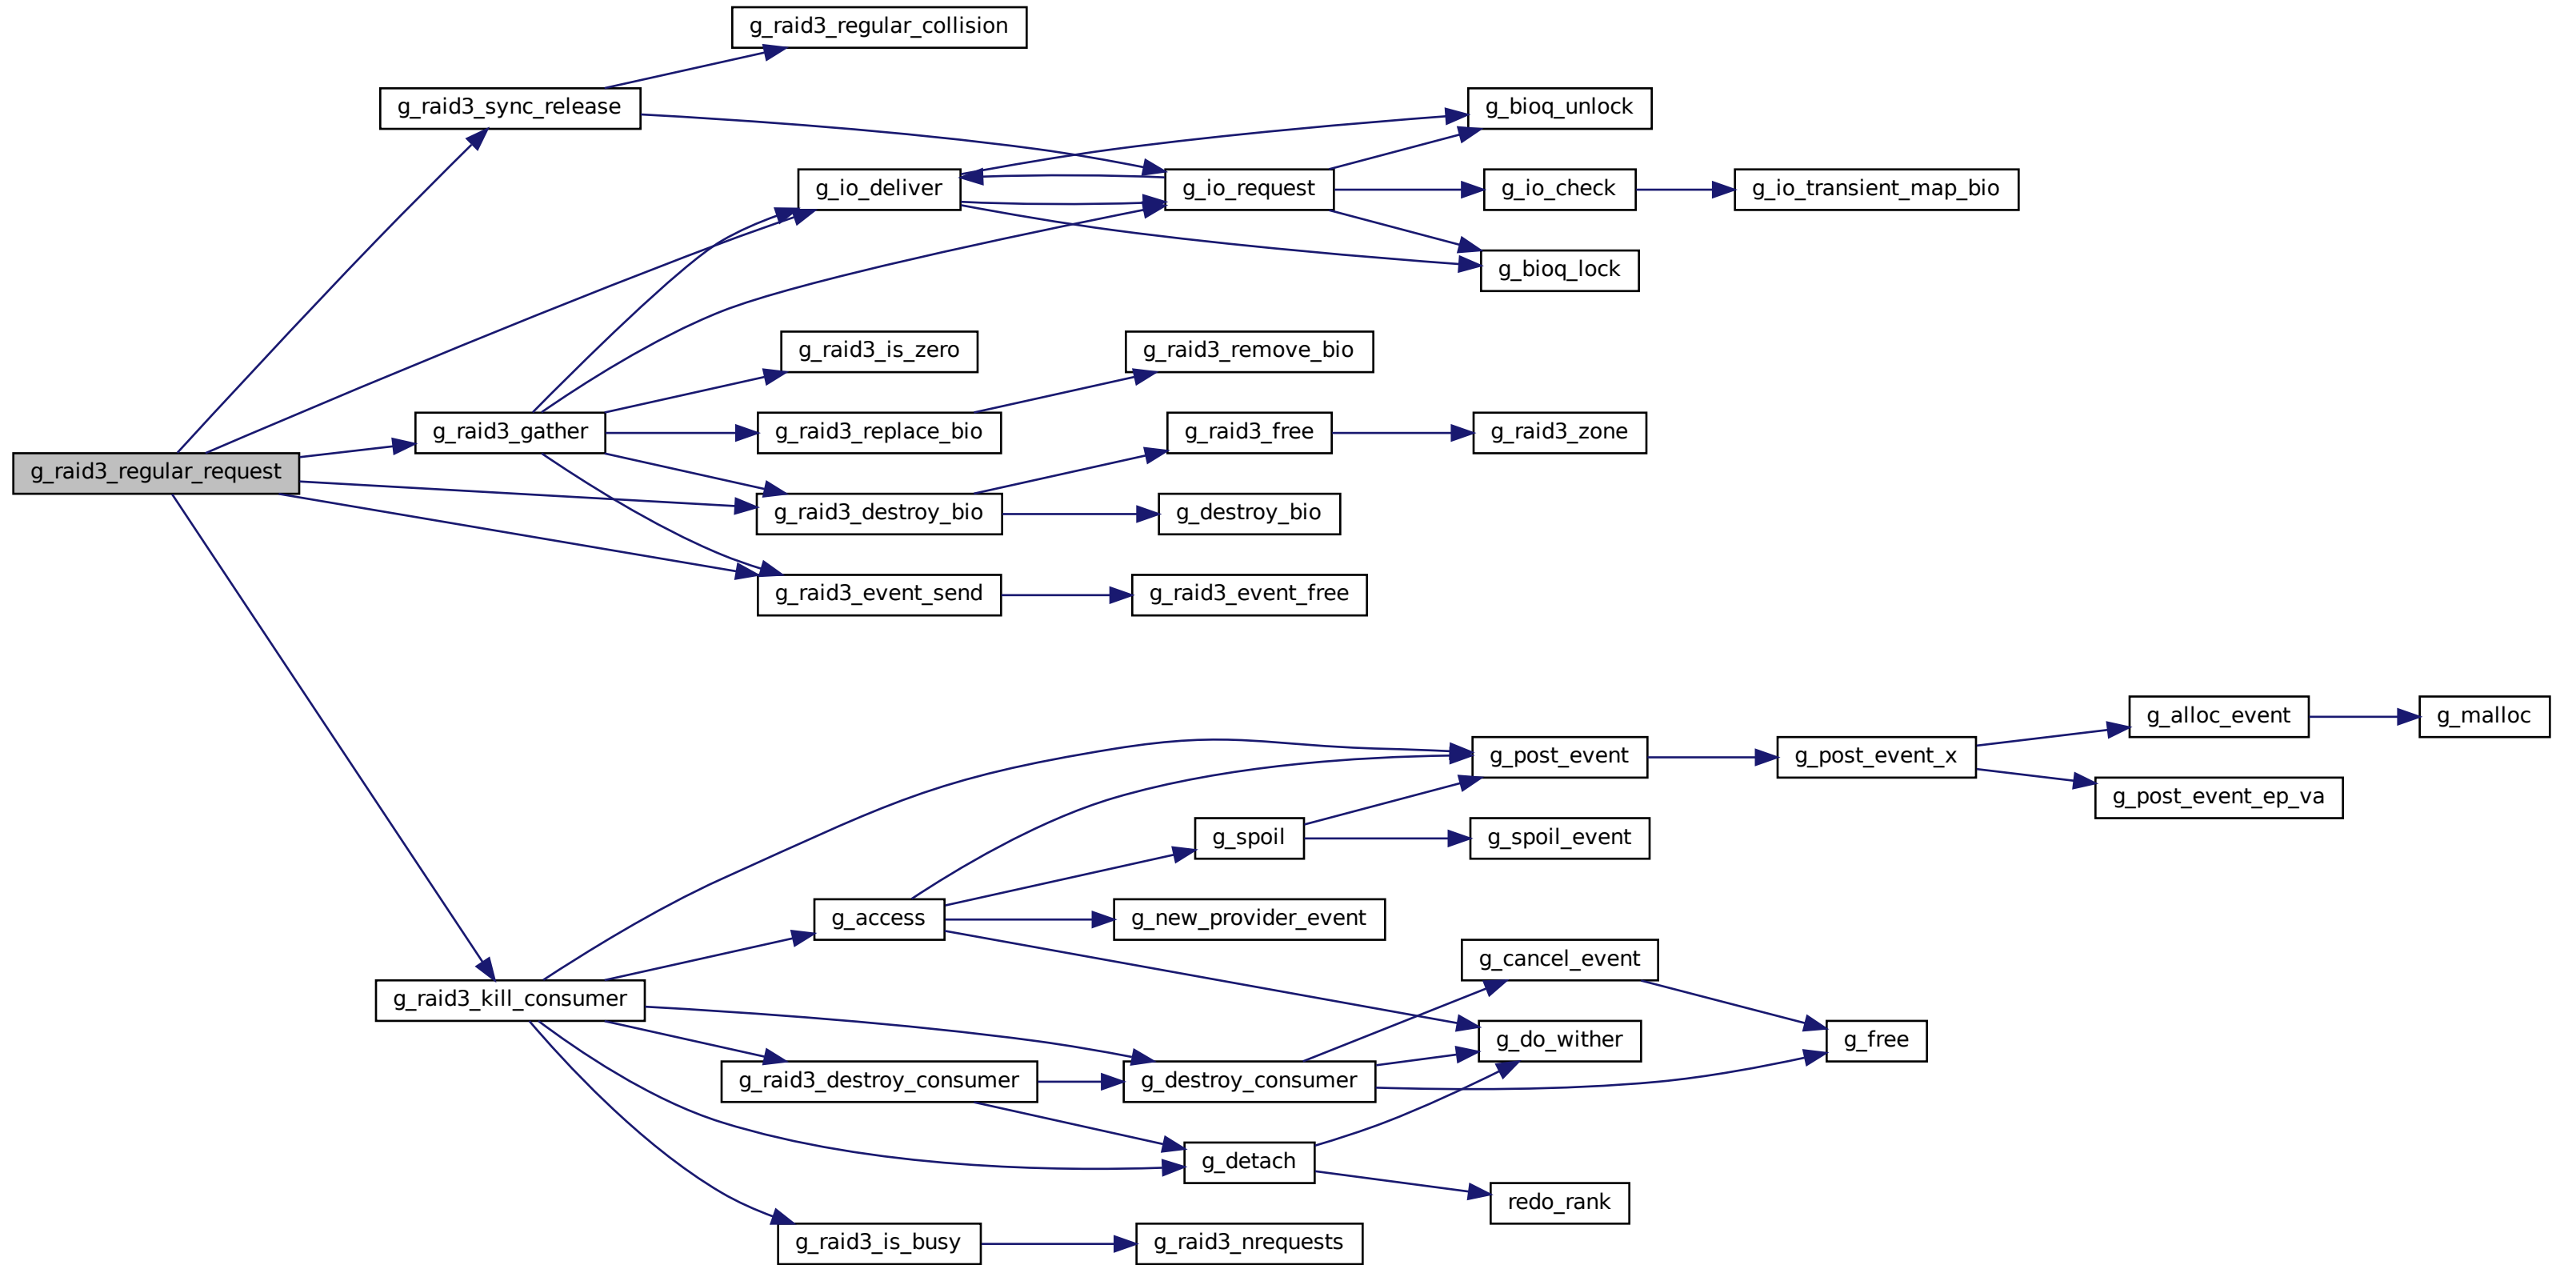 g_raid3_regular_collision
g_raid3_sync_release
g_bioq_unlock
g_io_deliver
g_io_request
g_io_check
g_io_transient_map_bio
g_bioq_lock
g_raid3_is_zero
g_raid3_remove_bio
g_raid3_gather
g_raid3_replace_bio
g_raid3_free
g_raid3_zone
g_raid3_regular_request
g_raid3_destroy_bio
g_destroy_bio
g_raid3_event_send
g_raid3_event_free
g_alloc_event
g_malloc
g_post_event
g_post_event_x
g_post_event_ep_va
g_spoil
g_spoil_event
g_access
g_new_provider_event
g_cancel_event
g_raid3_kill_consumer
g_do_wither
g_free
g_raid3_destroy_consumer
g_destroy_consumer
g_detach
redo_rank
g_raid3_is_busy
g_raid3_nrequests